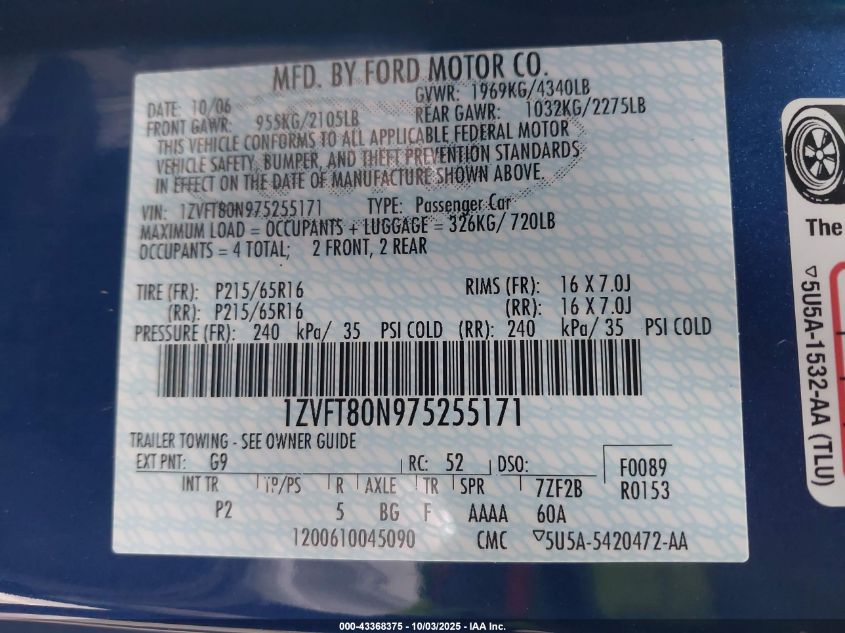 MFD. BY FORD MOTOR CO.
DATE: 10/06 GVWR: 1969KG/4340LB
FRONT GAWR: 955KG/2105LB REAR GAWR: 1032KG/2275LB
THIS VEHICLE CONFORMS TO ALL APPLICABLE FEDERAL MOTOR
VEHICLE SAFETY, BUMPER, AND THEFT PREVENTION STANDARDS
IN EFFECT ON THE DATE OF MANUFACTURE SHOWN ABOVE.
VIN: 1ZVFT80N975255171 TYPE: Passenger Car
MAXIMUM LOAD = OCCUPANTS + LUGGAGE = 326KG/ 720LB
OCCUPANTS = 4 TOTAL; 2 FRONT, 2 REAR
TIRE (FR): P215/65R16 RIMS (FR): 16 X 7.0J
(RR): P215/65R16 (RR): 16 X 7.0J
PRESSURE (FR): 240 kPa/ 35 PSI COLD (RR): 240 kPa/ 35 PSI COLD
1ZVFT80N975255171
TRAILER TOWING - SEE OWNER GUIDE
EXT PNT: G9 RC: 52 DSO: F0089
INT TR TP/PS R AXLE TR SPR 7ZF2B R0153
P2 5 BG F AAAA 60A
1200610045090 CMC ▽5U5A-5420472-AA
The
▽5U5A-1532-AA (TLU)
000-43368375 - 10/03/2025 - IAA Inc.